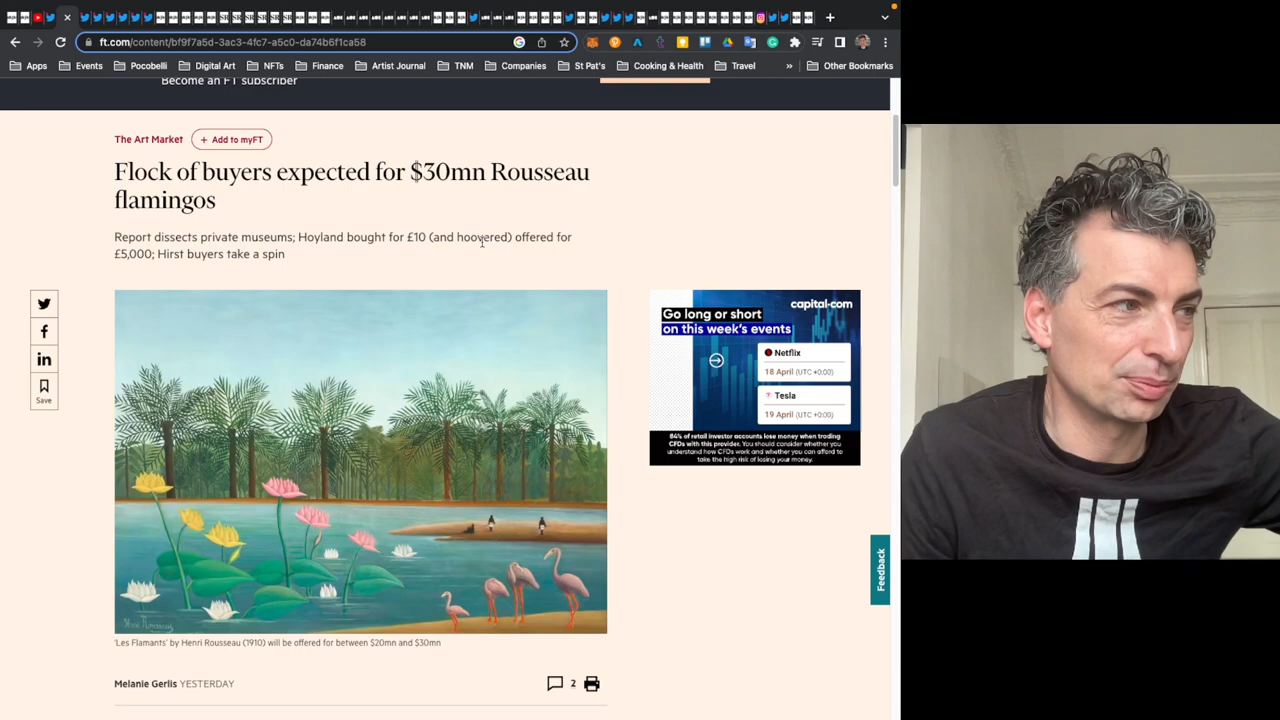 ft.com/content/bf9f7a5d-3ac3-4fc7-a5c0-da74b6f1ca58
Apps Events Pocobelli Digital Art NFTs Finance Artist Journal TNM Companies St Pat's Cooking & Health Travel » Other Bookmarks
Become an FT subscriber
The Art Market + Add to myFT
Flock of buyers expected for $30mn Rousseau
flamingos
Report dissects private museums; Hoyland bought for £10 (and hoovered) offered for
£5,000; Hirst buyers take a spin
Save
capital·com
Go long or short
on this week's events
Netflix
18 April (UTC +0:00)
Tesla
19 April (UTC +0:00)
84% of retail investor accounts lose money when trading
CFDs with this provider. You should consider whether you
understand how CFDs work and whether you can afford to
take the high risk of losing your money.
Feedback
'Les Flamants' by Henri Rousseau (1910) will be offered for between $20mn and $30mn
Melanie Gerlis YESTERDAY
2